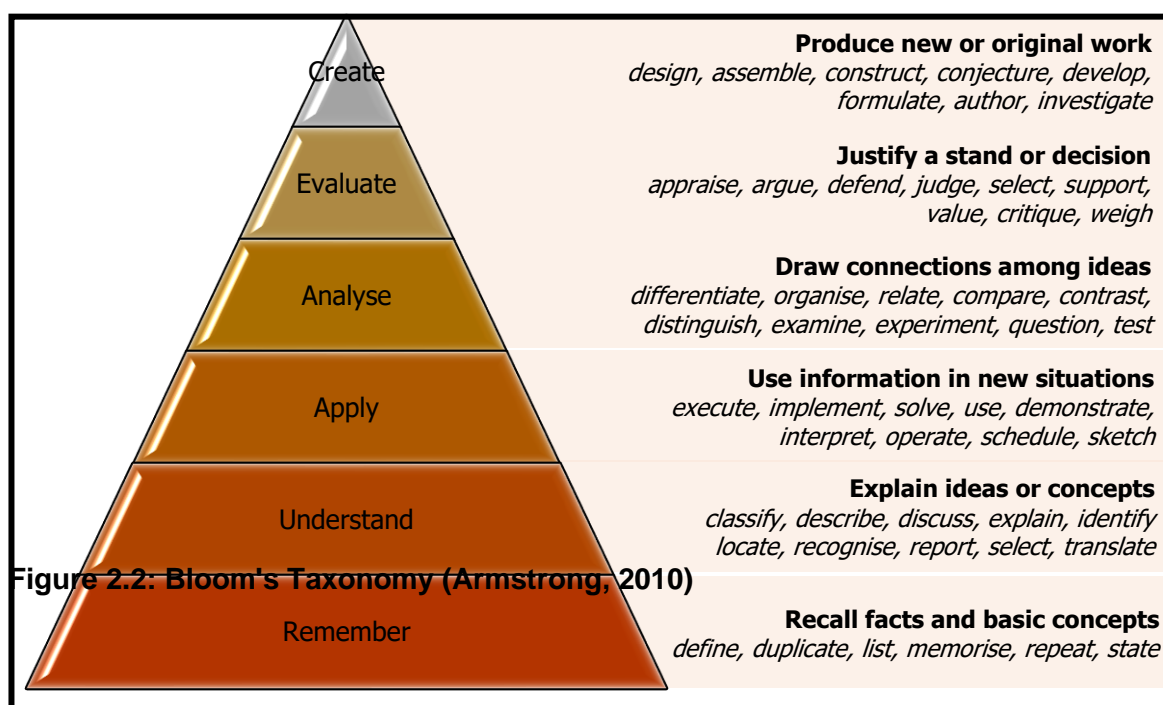 Create
Produce new or original work
design, assemble, construct, conjecture, develop,
formulate, author, investigate
Evaluate
Justify a stand or decision
appraise, argue, defend, judge, select, support,
value, critique, weigh
Analyse
Draw connections among ideas
differentiate, organise, relate, compare, contrast,
distinguish, examine, experiment, question, test
Apply
Use information in new situations
execute, implement, solve, use, demonstrate,
interpret, operate, schedule, sketch
Understand
Explain ideas or concepts
classify, describe, discuss, explain, identify
locate, recognise, report, select, translate
Figure 2.2: Bloom's Taxonomy (Armstrong, 2010)
Remember
Recall facts and basic concepts
define, duplicate, list, memorise, repeat, state